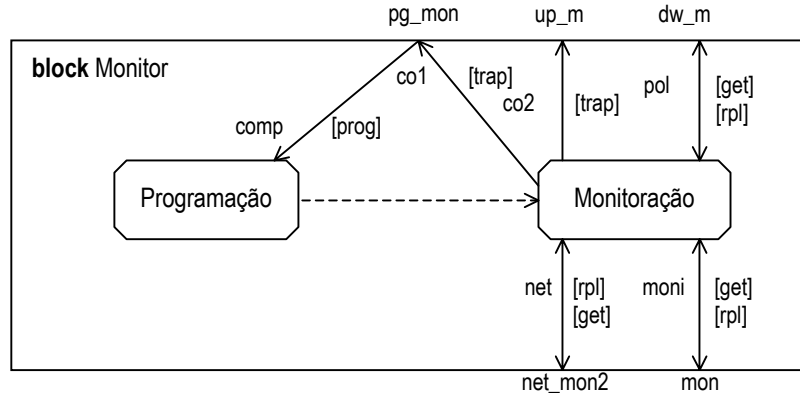 pg_mon
up_m
dw_m
block Monitor
co1
[trap]
co2
[trap]
pol
[get]
[rpl]
comp
[prog]
Programação
Monitoração
net
[rpl]
[get]
moni
[get]
[rpl]
net_mon2
mon